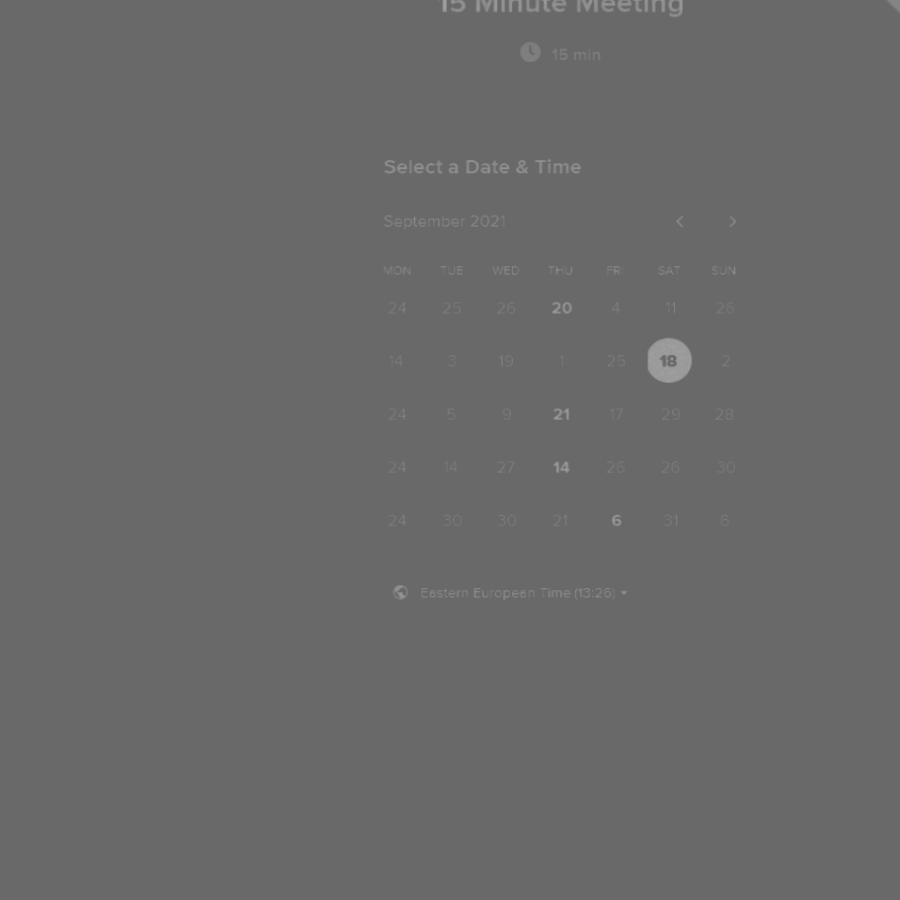 15 Minute Meeting
15 min
Select a Date & Time
September 2021
MON TUE WED THU FRI SAT SUN
24 25 26 20 4 11 26
14 3 19 1 25 18 2
24 5 9 21 17 29 28
24 14 27 14 26 26 30
24 30 30 21 6 31 6
Eastern European Time (13:26)